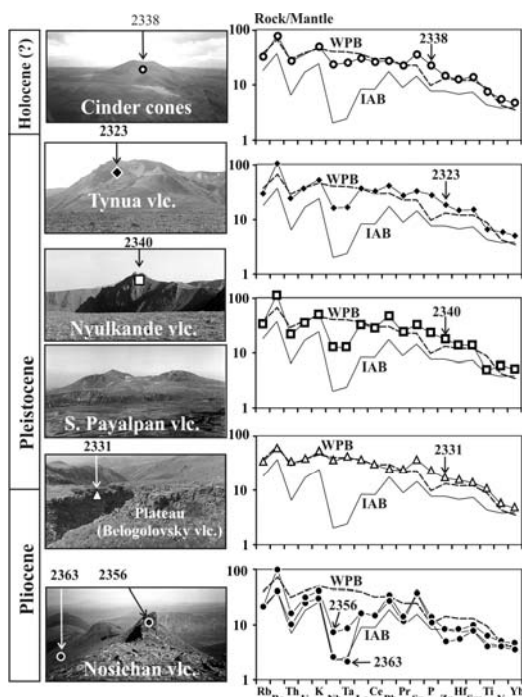 Holocene (?)
Pleistocene
Pliocene
2338
Cinder cones
2323
Tynua vlc.
2340
Nyulkande vlc.
S. Payalpan vlc.
2331
Plateau
(Belogolovsky vlc.)
2363
2356
Nosichan vlc.
Rock/Mantle
100
10
1
WPB
2338
IAB
100
10
1
WPB
2323
IAB
100
10
1
WPB
2340
IAB
100
10
1
WPB
2331
IAB
100
10
1
WPB
2356
IAB
2363
Rb Th K Ta Ce Pr P Hf Ti Yb